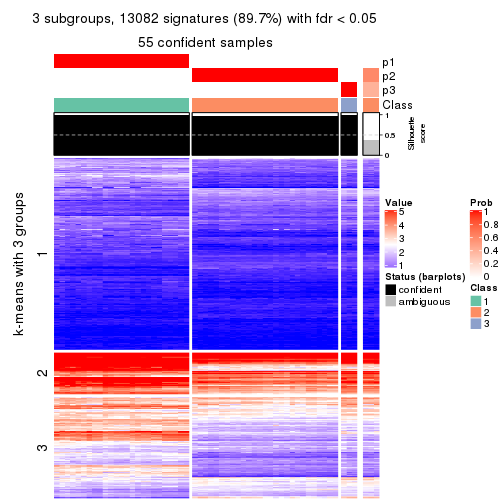 3 subgroups, 13082 signatures (89.7%) with fdr < 0.05
55 confident samples
p1
p2
p3
Class
1
0.5
0
Silhouette
score
k-means with 3 groups
1
2
3
Value
5
4
3
2
1
Status (barplots)
confident
ambiguous
Prob
1
0.8
0.6
0.4
0.2
0
Class
1
2
3